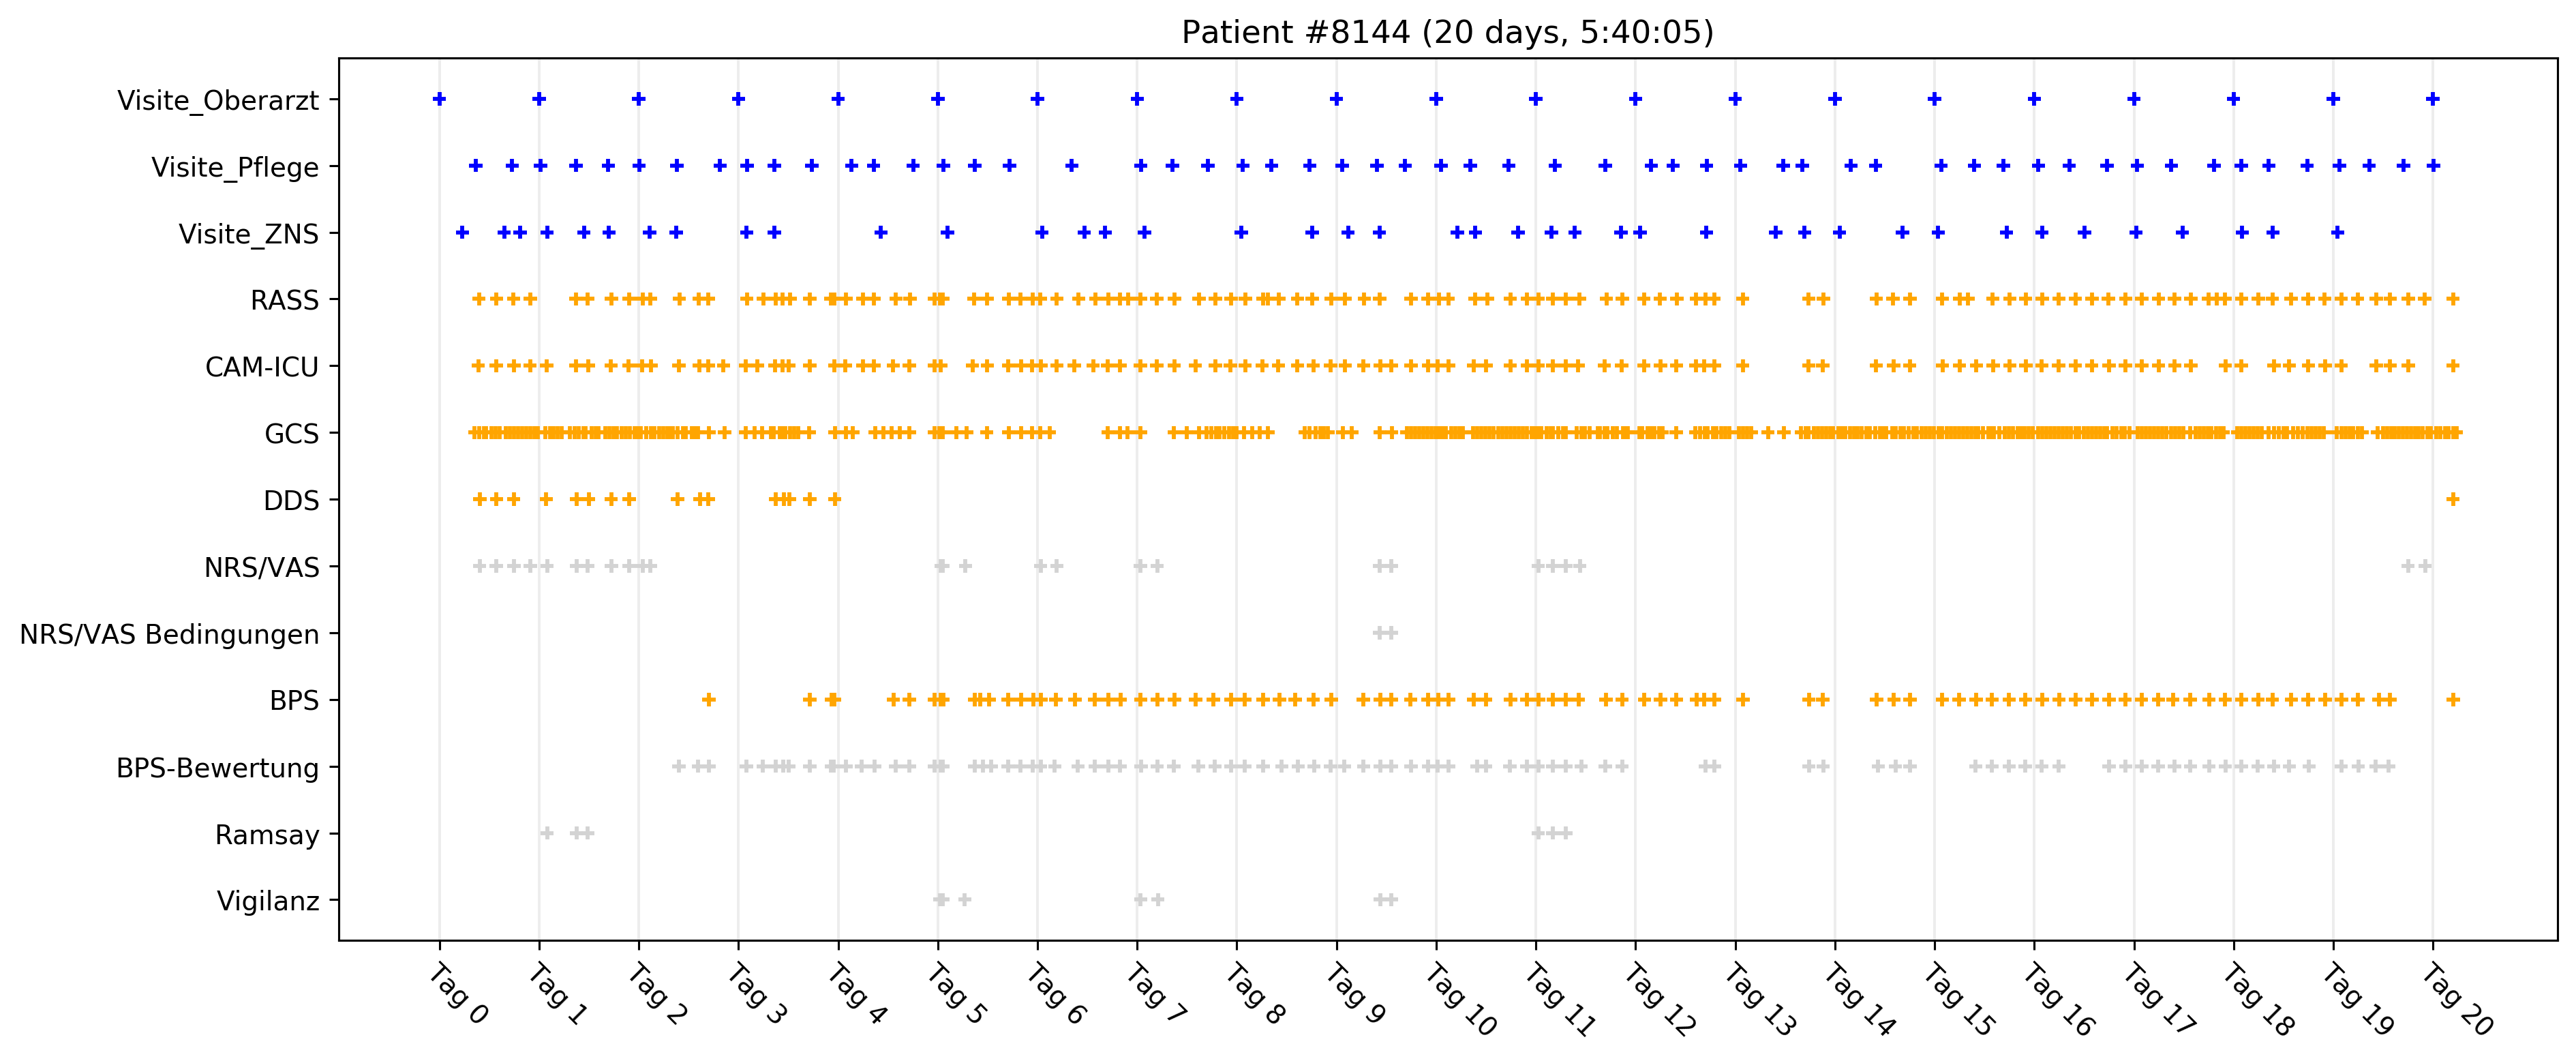 Patient #8144 (20 days, 5:40:05)
Visite_Oberarzt
Visite_Pflege
Visite_ZNS
RASS
CAM-ICU
GCS
DDS
NRS/VAS
NRS/VAS Bedingungen
BPS
BPS-Bewertung
Ramsay
Vigilanz
Tag 0
Tag 1
Tag 2
Tag 3
Tag 4
Tag 5
Tag 6
Tag 7
Tag 8
Tag 9
Tag 10
Tag 11
Tag 12
Tag 13
Tag 14
Tag 15
Tag 16
Tag 17
Tag 18
Tag 19
Tag 20